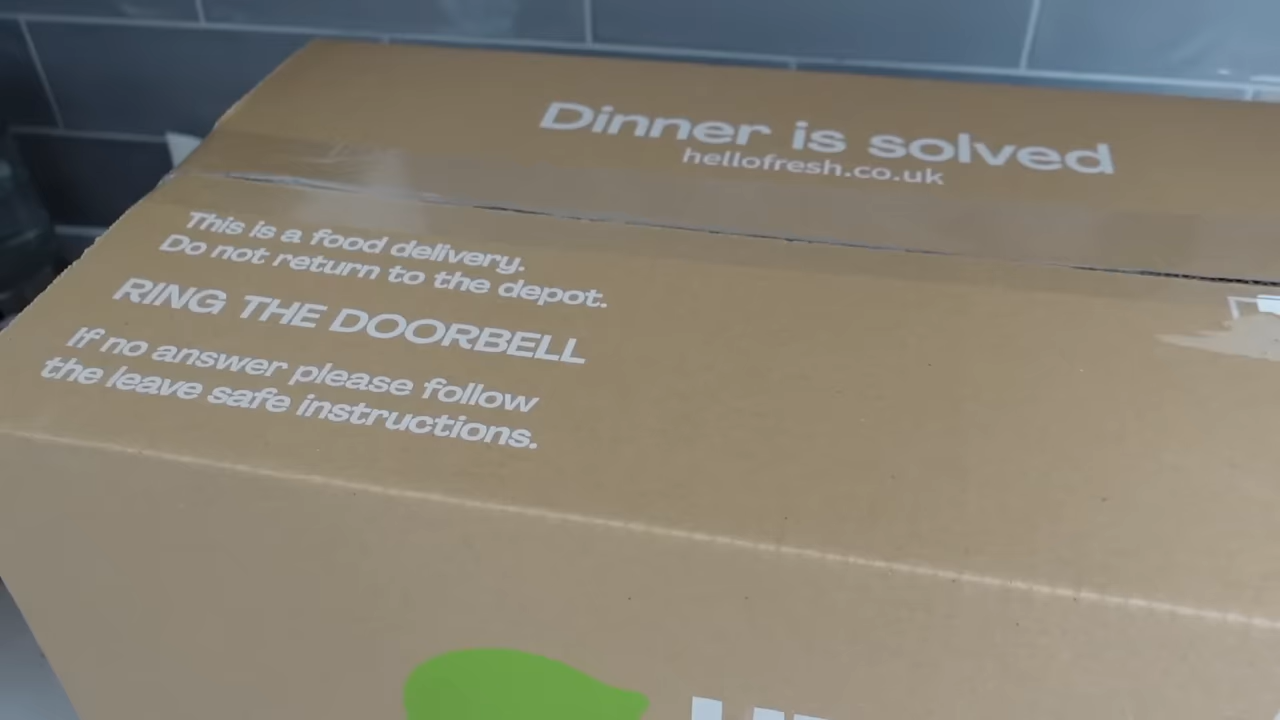 Dinner is solved
hellofresh.co.uk
This is a food delivery.
Do not return to the depot.
RING THE DOORBELL
If no answer please follow
the leave safe instructions.